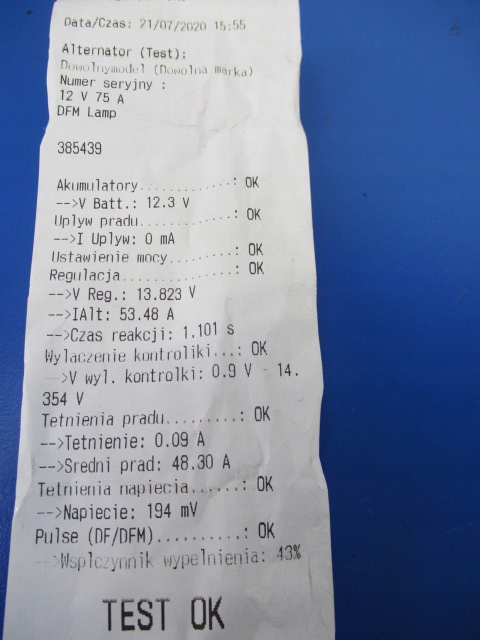 Data/Czas: 21/07/2020 15:55
Alternator (Test):
Dowolnymodel (Dowolna marka)
Numer seryjny :
12 V 75 A
DFM Lamp
385439
Akumulatory............: OK
-->V Batt.: 12.3 V
Uplyw pradu............: OK
-->I Uplyw: 0 mA
Ustawienie mocy........: OK
Regulacja..............: OK
-->V Reg.: 13.823 V
-->IAlt: 53.48 A
-->Czas reakcji: 1.101 s
Wylaczenie kontroliki...: OK
-->V wyl. kontrolki: 0.9 V - 14.
354 V
Tetnienia pradu.........: OK
-->Tetnienie: 0.09 A
-->Sredni prad: 48.30 A
Tetnienia napiecia......: OK
-->Napiecie: 194 mV
Pulse (DF/DFM)..........: OK
-->Wsplczynnik wypelnienia: 43%
TEST OK